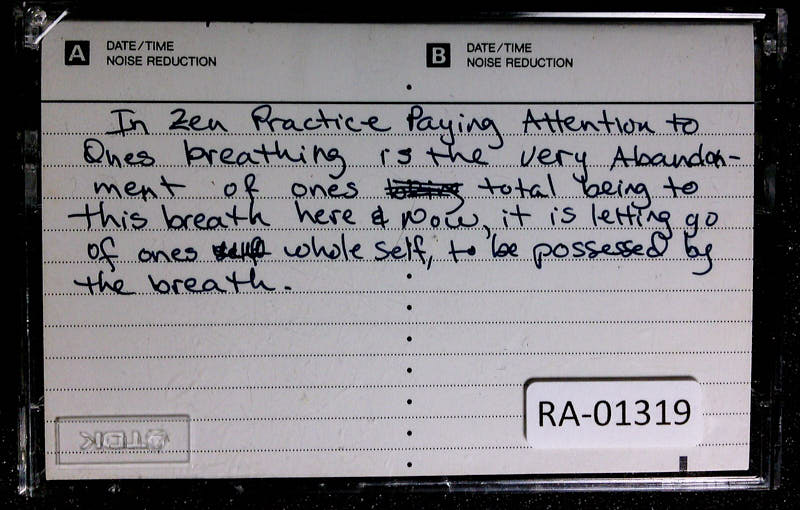 A DATE/TIME
NOISE REDUCTION
B DATE/TIME
NOISE REDUCTION
In Zen Practice Paying Attention to
Ones breathing is the very Abandon-
ment of ones total being to
this breath here & Now, it is letting go
of ones whole self, to be possessed by
the breath.
RA-01319
TDK